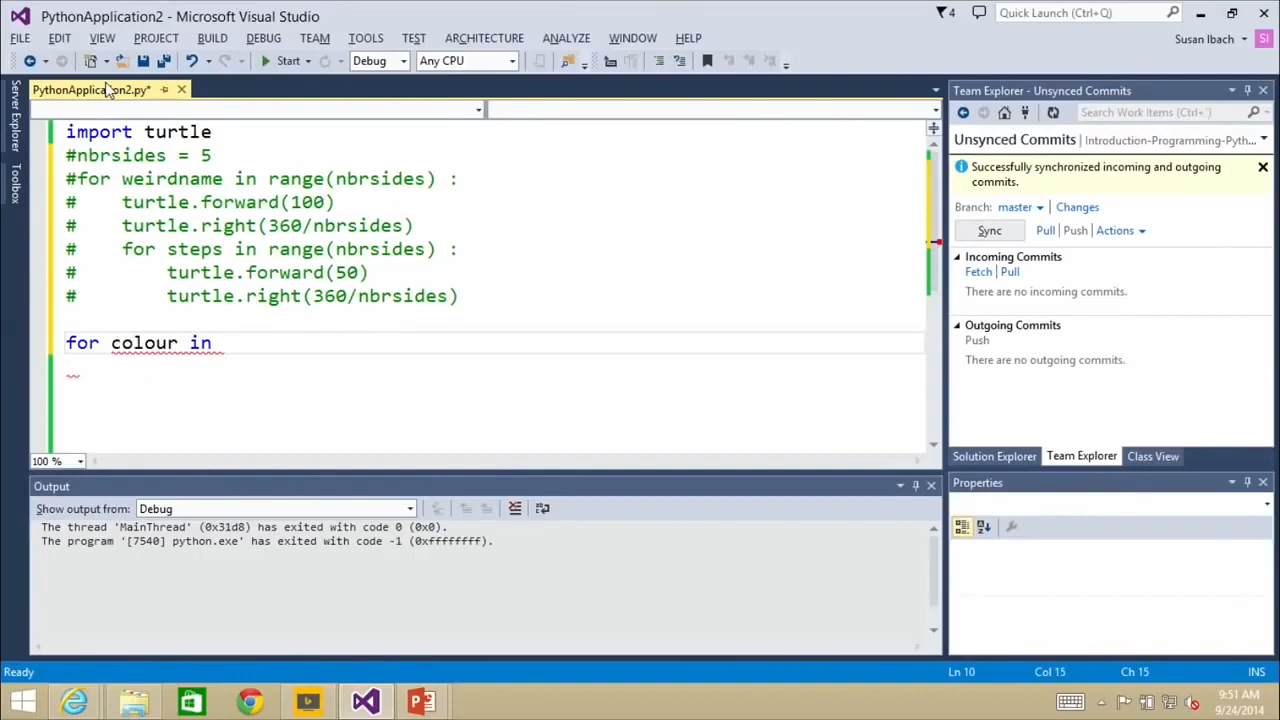 PythonApplication2 - Microsoft Visual Studio
4
Quick Launch (Ctrl+Q)
FILE EDIT VIEW PROJECT BUILD DEBUG TEAM TOOLS TEST ARCHITECTURE ANALYZE WINDOW HELP
Susan Ibach SI
Start Debug Any CPU
PythonApplication2.py*
Server Explorer
Toolbox
import turtle
#nbrsides = 5
#for weirdname in range(nbrsides) :
#    turtle.forward(100)
#    turtle.right(360/nbrsides)
#    for steps in range(nbrsides) :
#        turtle.forward(50)
#        turtle.right(360/nbrsides)
for colour in
100 %
Team Explorer - Unsynced Commits
Search Work Items (Ctrl+')
Unsynced Commits Introduction-Programming-Pyth...
Successfully synchronized incoming and outgoing
commits.
Branch: master Changes
Sync Pull Push Actions
Incoming Commits
Fetch | Pull
There are no incoming commits.
Outgoing Commits
Push
There are no outgoing commits.
Solution Explorer Team Explorer Class View
Properties
Output
Show output from: Debug
The thread 'MainThread' (0x31d8) has exited with code 0 (0x0).
The program '[7540] python.exe' has exited with code -1 (0xffffffff).
Ready Ln 10 Col 15 Ch 15 INS
9:51 AM
9/24/2014